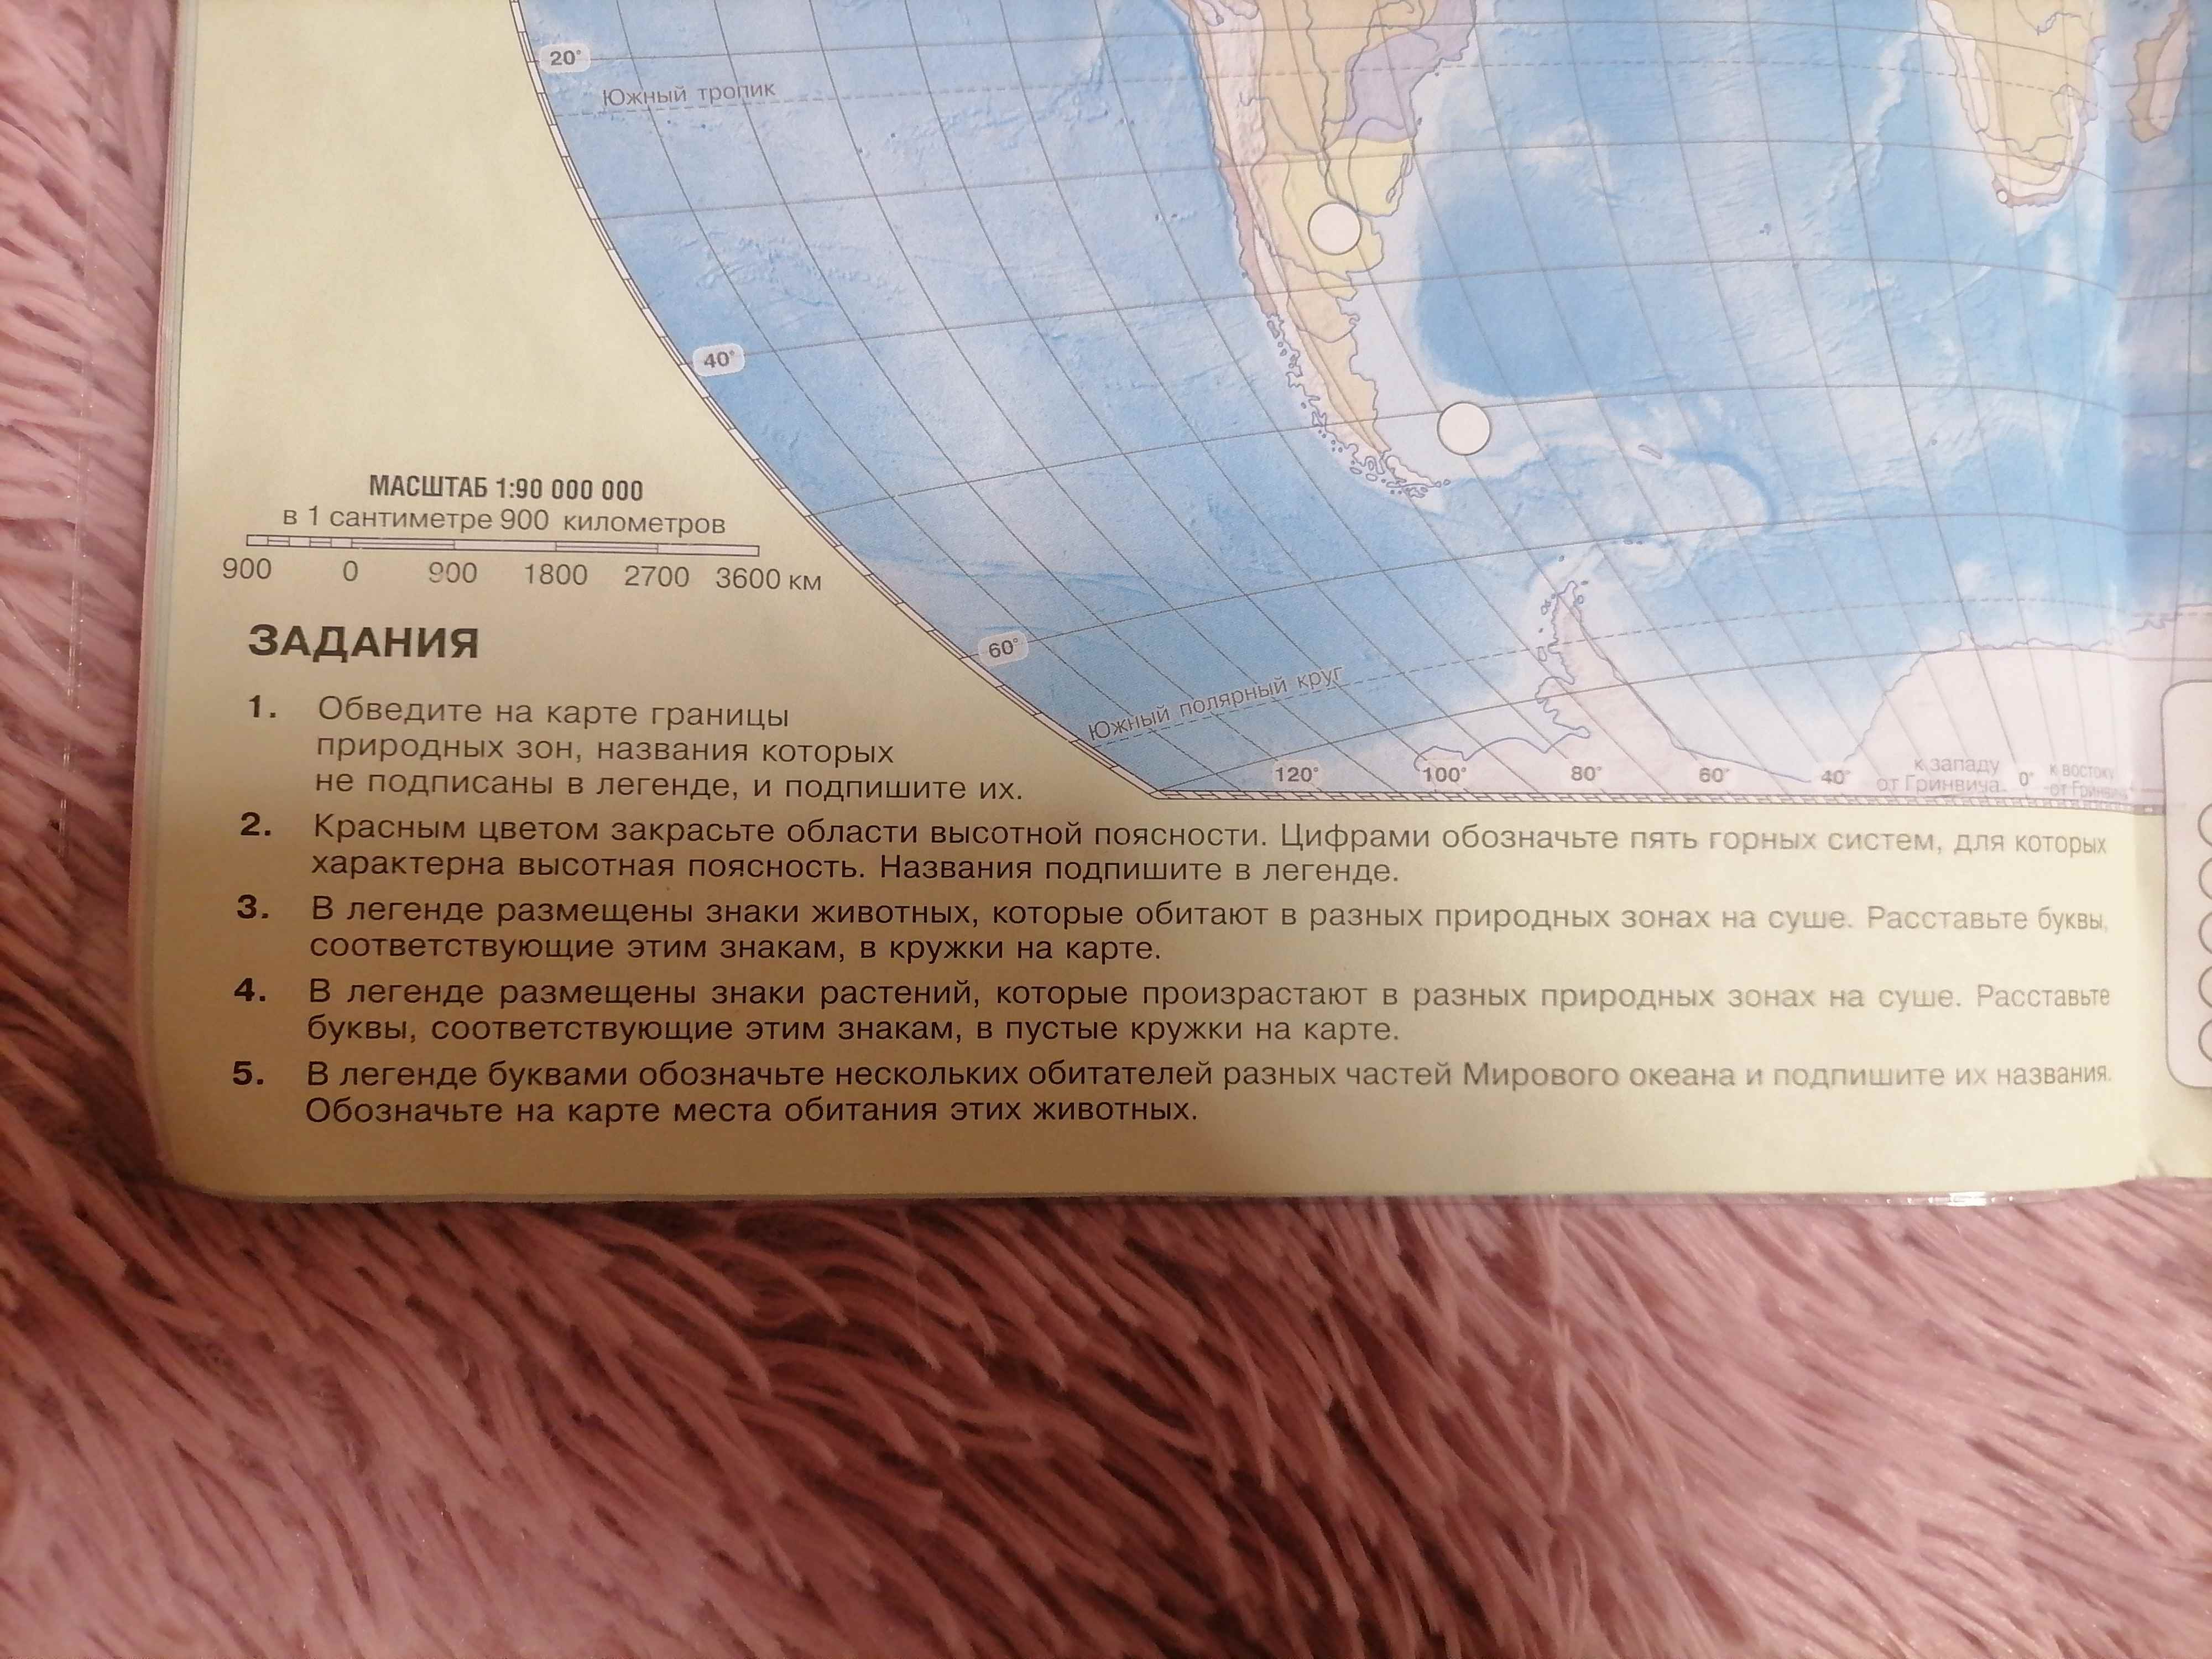 20°
Южный тропик
40°
МАСШТАБ 1:90 000 000
в 1 сантиметре 900 километров
900 0 900 1800 2700 3600 км
60°
Южный полярный круг
120° 100° 80° 60° 40° к западу от Гринвича 0° к востоку от Гринвича
ЗАДАНИЯ
1. Обведите на карте границы
природных зон, названия которых
не подписаны в легенде, и подпишите их.
2. Красным цветом закрасьте области высотной поясности. Цифрами обозначьте пять горных систем, для которых
характерна высотная поясность. Названия подпишите в легенде.
3. В легенде размещены знаки животных, которые обитают в разных природных зонах на суше. Расставьте буквы,
соответствующие этим знакам, в кружки на карте.
4. В легенде размещены знаки растений, которые произрастают в разных природных зонах на суше. Расставьте
буквы, соответствующие этим знакам, в пустые кружки на карте.
5. В легенде буквами обозначьте нескольких обитателей разных частей Мирового океана и подпишите их названия.
Обозначьте на карте места обитания этих животных.